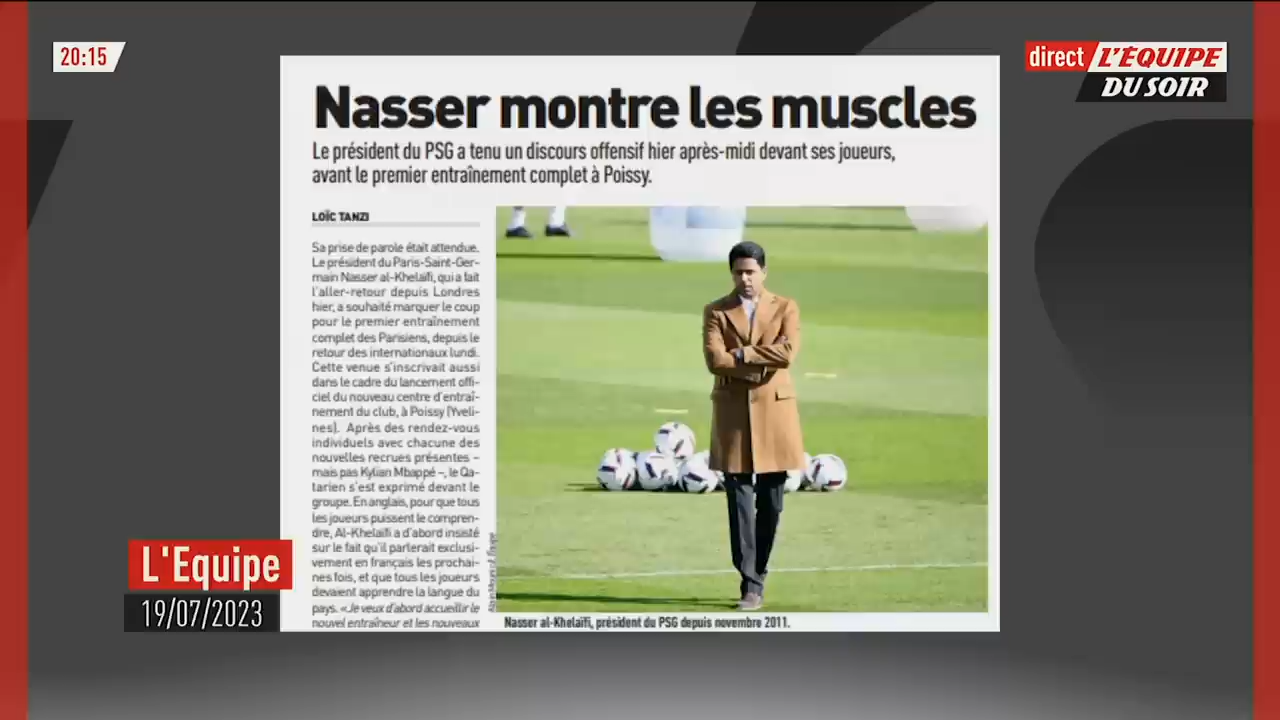 20:15
direct L'ÉQUIPE
DU SOIR
Nasser montre les muscles
Le président du PSG a tenu un discours offensif hier après-midi devant ses joueurs,
avant le premier entraînement complet à Poissy.
LOÏC TANZI
Sa prise de parole était attendue.
Le président du Paris-Saint-Ger-
main Nasser al-Khelaïfi, qui a fait
l'aller-retour depuis Londres
hier, a souhaité marquer le coup
pour le premier entraînement
complet des Parisiens, depuis le
retour des internationaux lundi.
Cette venue s'inscrivait aussi
dans le cadre du lancement offi-
ciel du nouveau centre d'entraî-
nement du club, à Poissy (Yveli-
nes). Après des rendez-vous
individuels avec chacune des
nouvelles recrues présentes –
mais pas Kylian Mbappé –, le Qa-
tarien s'est exprimé devant le
groupe. En anglais, pour que tous
les joueurs puissent le compren-
dre, Al-Khelaïfi a d'abord insisté
sur le fait qu'il parlerait exclusi-
vement en français les prochai-
nes fois, et que tous les joueurs
devaient apprendre la langue du
pays. «Je veux d'abord accueillir le
nouvel entraîneur et les nouveaux
Nasser al-Khelaïfi, président du PSG depuis novembre 2011.
L'Equipe
19/07/2023